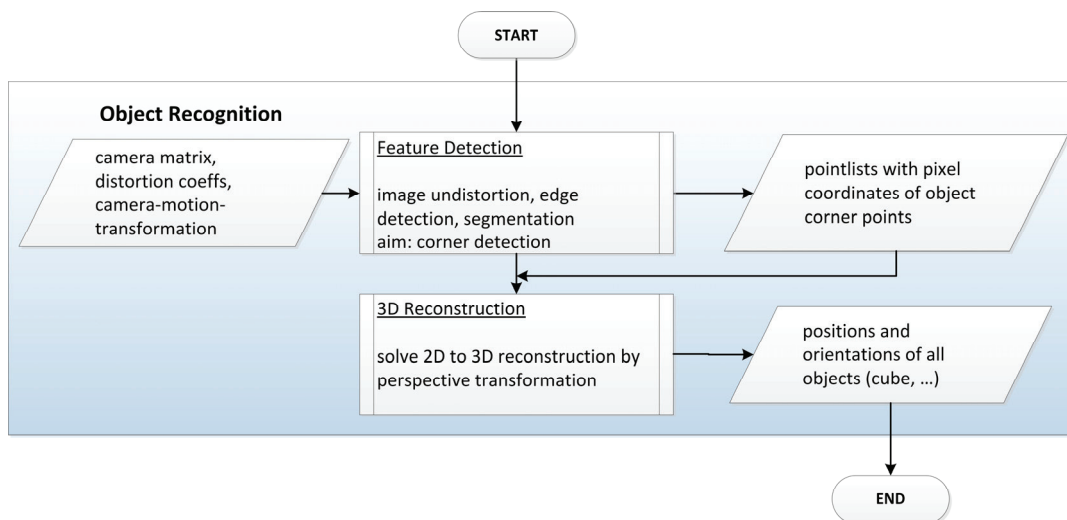 START
Object Recognition
camera matrix,
distortion coeffs,
camera-motion-
transformation
Feature Detection
image undistortion, edge
detection, segmentation
aim: corner detection
pointlists with pixel
coordinates of object
corner points
3D Reconstruction
solve 2D to 3D reconstruction by
perspective transformation
positions and
orientations of all
objects (cube, ...)
END